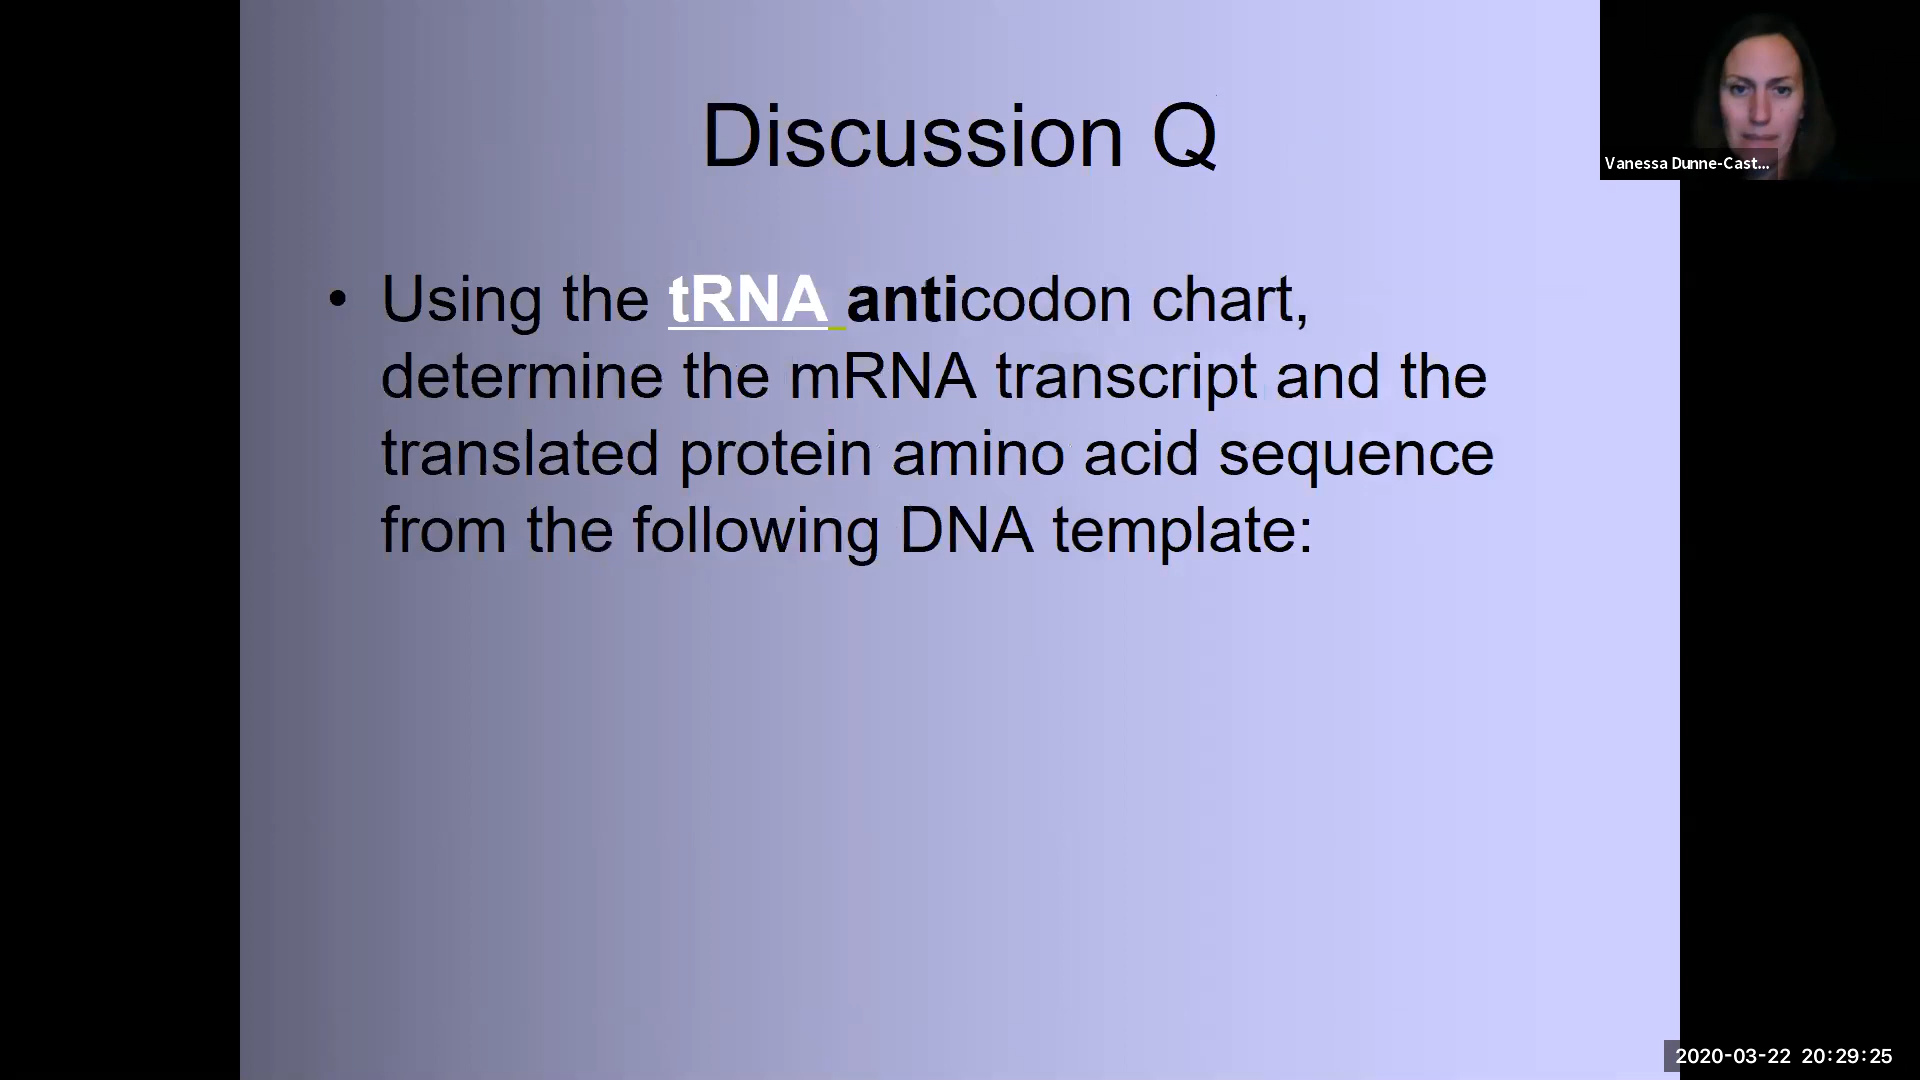 Discussion Q
• Using the tRNA anticodon chart,
determine the mRNA transcript and the
translated protein amino acid sequence
from the following DNA template:
Vanessa Dunne-Cast...
2020-03-22 20:29:25